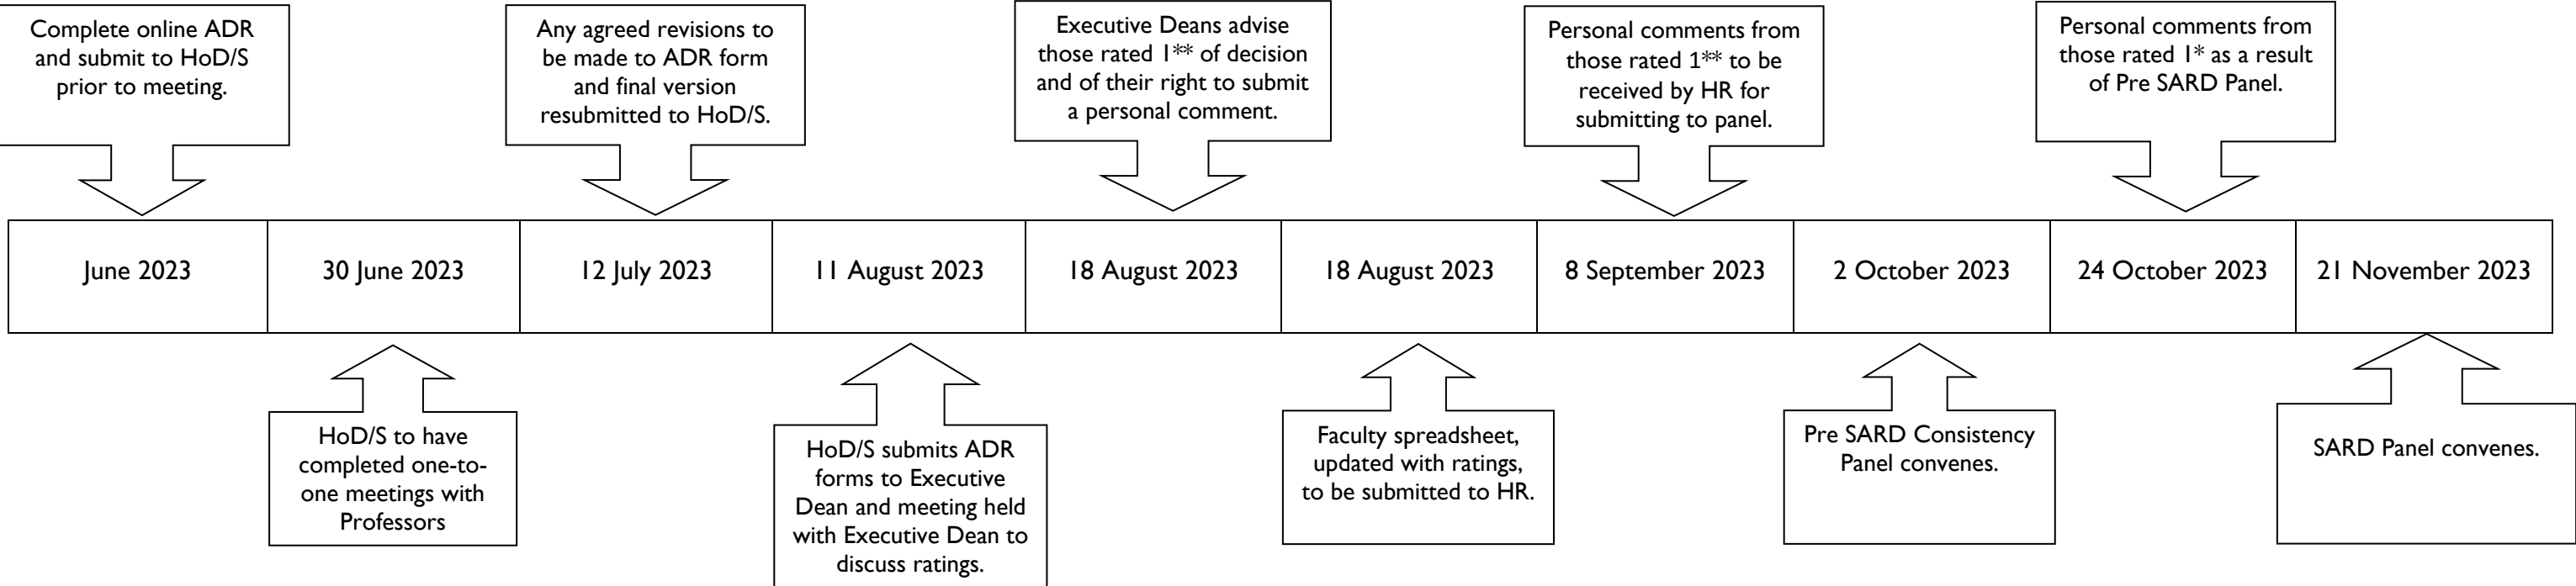 Complete online ADR
and submit to HoD/S
prior to meeting.
Any agreed revisions to
be made to ADR form
and final version
resubmitted to HoD/S.
Executive Deans advise
those rated 1** of decision
and of their right to submit
a personal comment.
Personal comments from
those rated 1** to be
received by HR for
submitting to panel.
Personal comments from
those rated 1* as a result
of Pre SARD Panel.
June 2023
30 June 2023
12 July 2023
11 August 2023
18 August 2023
18 August 2023
8 September 2023
2 October 2023
24 October 2023
21 November 2023
HoD/S to have
completed one-to-
one meetings with
Professors
HoD/S submits ADR
forms to Executive
Dean and meeting held
with Executive Dean to
discuss ratings.
Faculty spreadsheet,
updated with ratings,
to be submitted to HR.
Pre SARD Consistency
Panel convenes.
SARD Panel convenes.